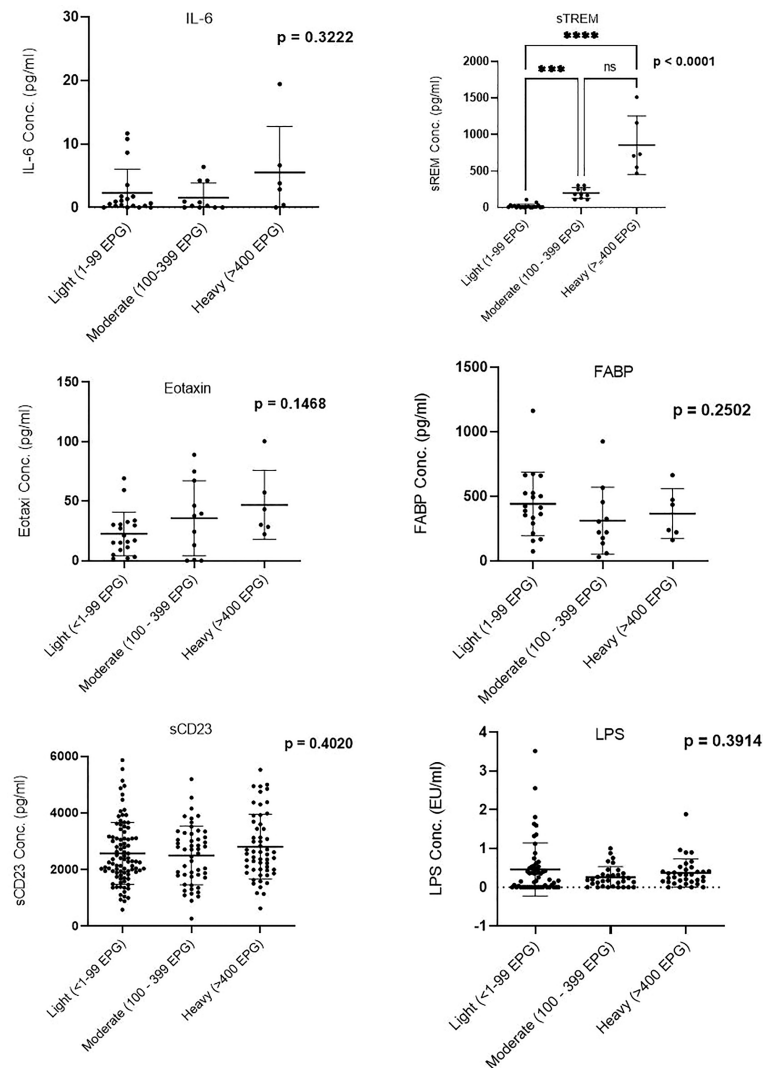 IL-6
p = 0.3222
IL-6 Conc. (pg/ml)
30
20
10
0
Light (1-99 EPG)
Moderate (100-399 EPG)
Heavy (>400 EPG)
sTREM
****
p < 0.0001
***
ns
sREM Conc. (pg/ml)
2000
1500
1000
500
0
Light (1-99 EPG)
Moderate (100 - 399 EPG)
Heavy (>=400 EPG)
Eotaxin
p = 0.1468
Eotaxi Conc. (pg/ml)
150
100
50
0
Light (<1-99 EPG)
Moderate (100 - 399 EPG)
Heavy (>400 EPG)
FABP
p = 0.2502
FABP Conc. (pg/ml)
1500
1000
500
0
Light (1-99 EPG)
Moderate (100 - 399 EPG)
Heavy (>400 EPG)
sCD23
p = 0.4020
sCD23 Conc. (pg/ml)
6000
4000
2000
0
Light (<1-99 EPG)
Moderate (100 - 399 EPG)
Heavy (>400 EPG)
LPS
p = 0.3914
LPS Conc. (EU/ml)
4
3
2
1
0
-1
Light (<1-99 EPG)
Moderate (100 - 399 EPG)
Heavy (>400 EPG)